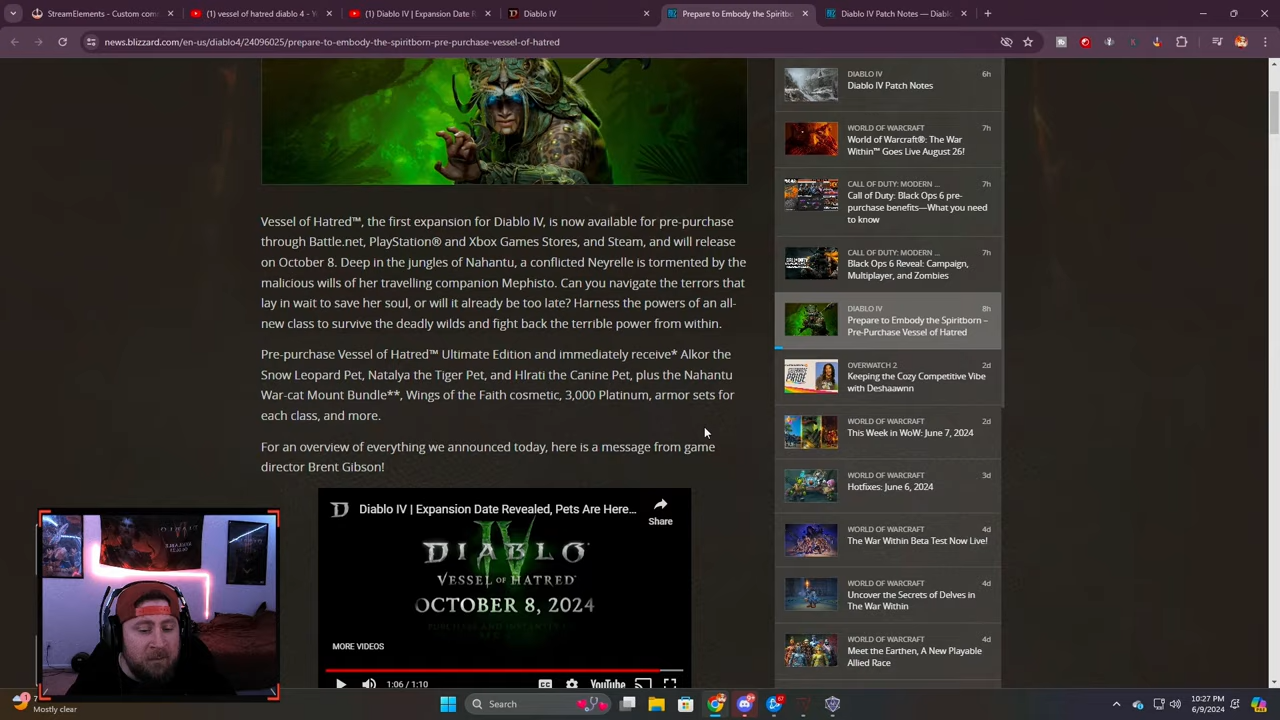 StreamElements - Custom com
(1) vessel of hatred diablo 4 - Y
(1) Diablo IV | Expansion Date R
Diablo IV
Prepare to Embody the Spiritbo
Diablo IV Patch Notes — Diablo
news.blizzard.com/en-us/diablo4/24096025/prepare-to-embody-the-spiritborn-pre-purchase-vessel-of-hatred
Vessel of Hatred™, the first expansion for Diablo IV, is now available for pre-purchase
through Battle.net, PlayStation® and Xbox Games Stores, and Steam, and will release
on October 8. Deep in the jungles of Nahantu, a conflicted Neyrelle is tormented by the
malicious wills of her travelling companion Mephisto. Can you navigate the terrors that
lay in wait to save her soul, or will it already be too late? Harness the powers of an all-
new class to survive the deadly wilds and fight back the terrible power from within.
Pre-purchase Vessel of Hatred™ Ultimate Edition and immediately receive* Alkor the
Snow Leopard Pet, Natalya the Tiger Pet, and Hlrati the Canine Pet, plus the Nahantu
War-cat Mount Bundle**, Wings of the Faith cosmetic, 3,000 Platinum, armor sets for
each class, and more.
For an overview of everything we announced today, here is a message from game
director Brent Gibson!
Diablo IV | Expansion Date Revealed, Pets Are Here...
Share
DIABLO
IV
VESSEL OF HATRED
OCTOBER 8, 2024
MORE VIDEOS
1:06 / 1:10
CC
YouTube
DIABLO IV 6h
Diablo IV Patch Notes
WORLD OF WARCRAFT 7h
World of Warcraft®: The War
Within™ Goes Live August 26!
CALL OF DUTY: MODERN ... 7h
Call of Duty: Black Ops 6 pre-
purchase benefits—What you need
to know
CALL OF DUTY: MODERN ... 7h
Black Ops 6 Reveal: Campaign,
Multiplayer, and Zombies
DIABLO IV 8h
Prepare to Embody the Spiritborn –
Pre-Purchase Vessel of Hatred
OVERWATCH 2 2d
Keeping the Cozy Competitive Vibe
with Deshaawnn
WORLD OF WARCRAFT 2d
This Week in WoW: June 7, 2024
WORLD OF WARCRAFT 3d
Hotfixes: June 6, 2024
WORLD OF WARCRAFT 4d
The War Within Beta Test Now Live!
WORLD OF WARCRAFT 4d
Uncover the Secrets of Delves in
The War Within
WORLD OF WARCRAFT 4d
Meet the Earthen, A New Playable
Allied Race
Mostly clear
Search
10:27 PM
6/9/2024